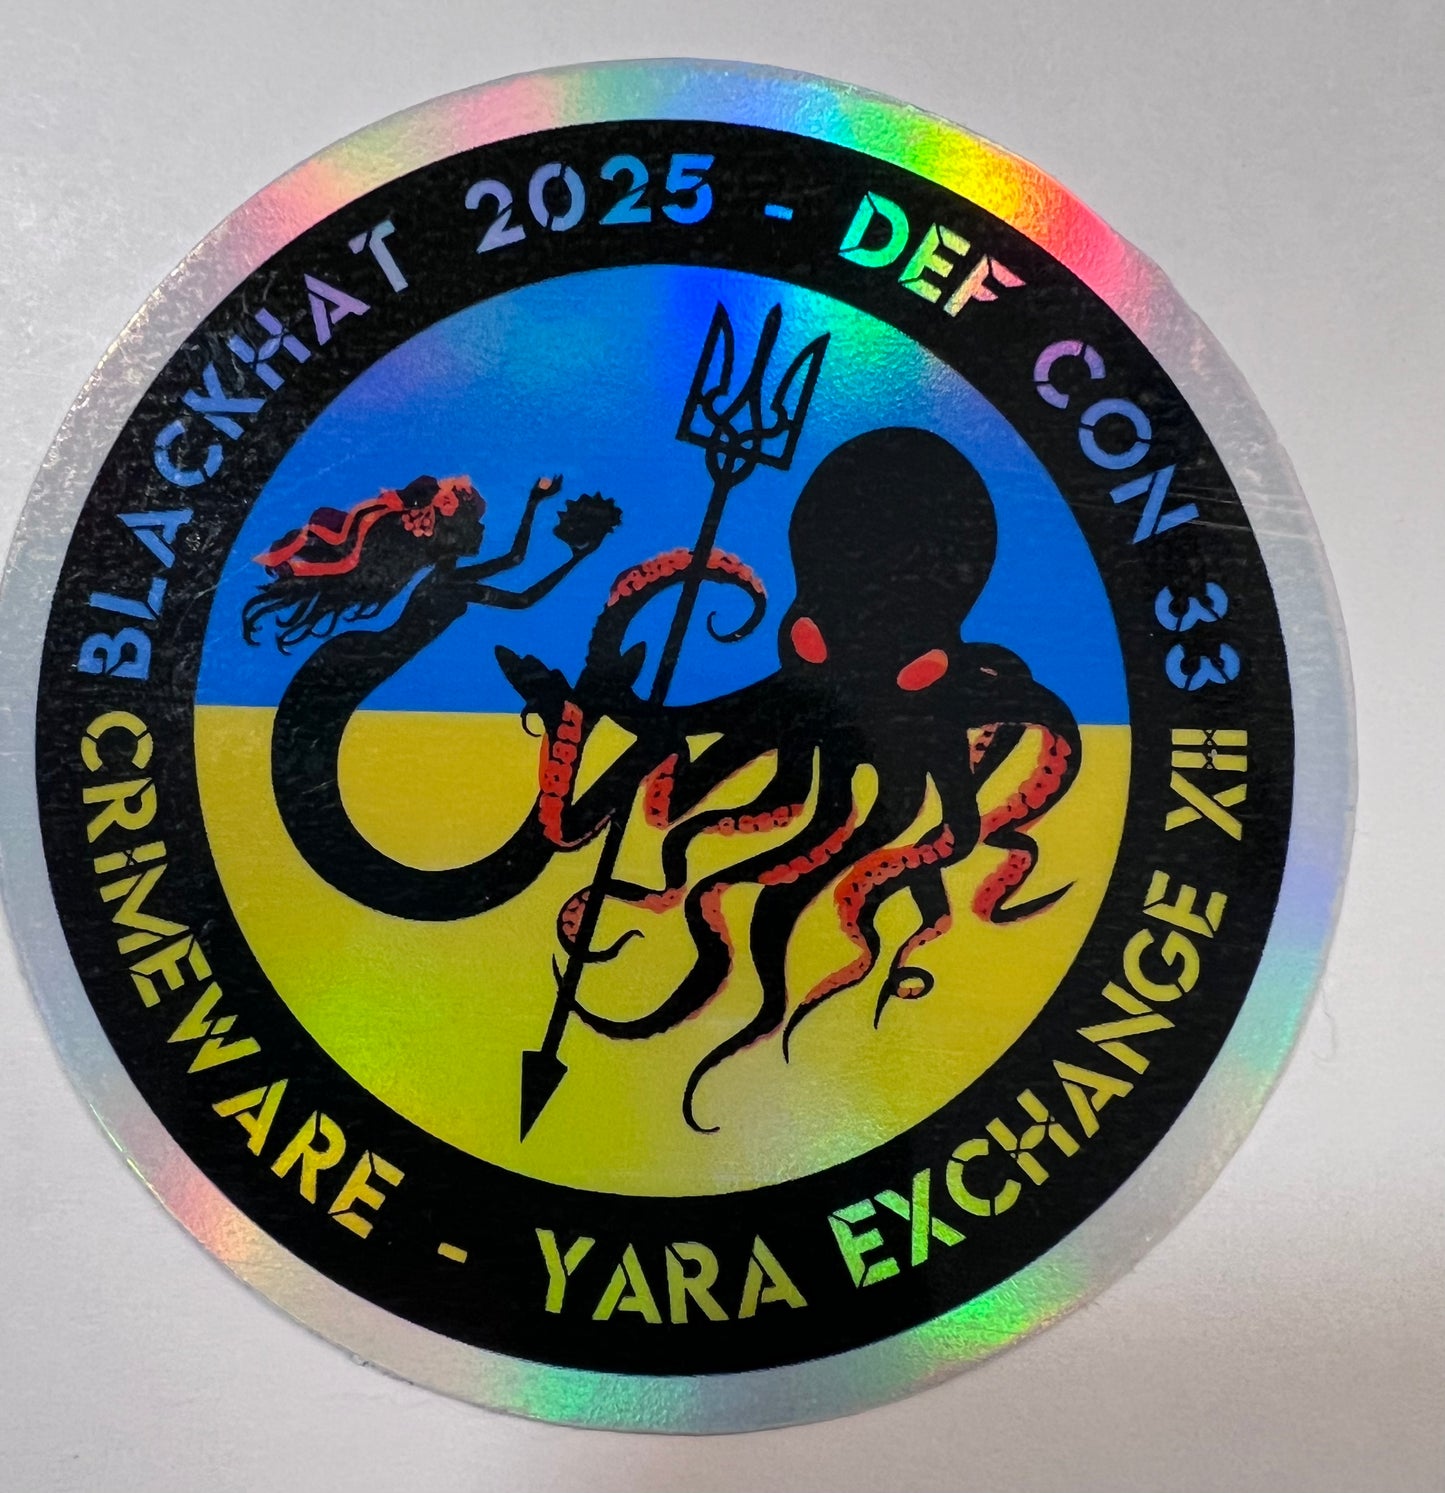 BLACKHAT 2025 - DEF CON 33
CRIMEWARE - YARA EXCHANGE XII